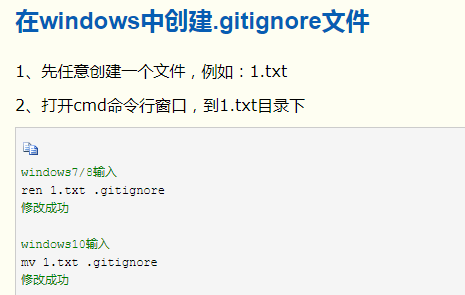 在windows中创建.gitignore文件
1、先任意创建一个文件，例如：1.txt
2、打开cmd命令行窗口，到1.txt目录下
windows7/8输入
ren 1.txt .gitignore
修改成功
windows10输入
mv 1.txt .gitignore
修改成功